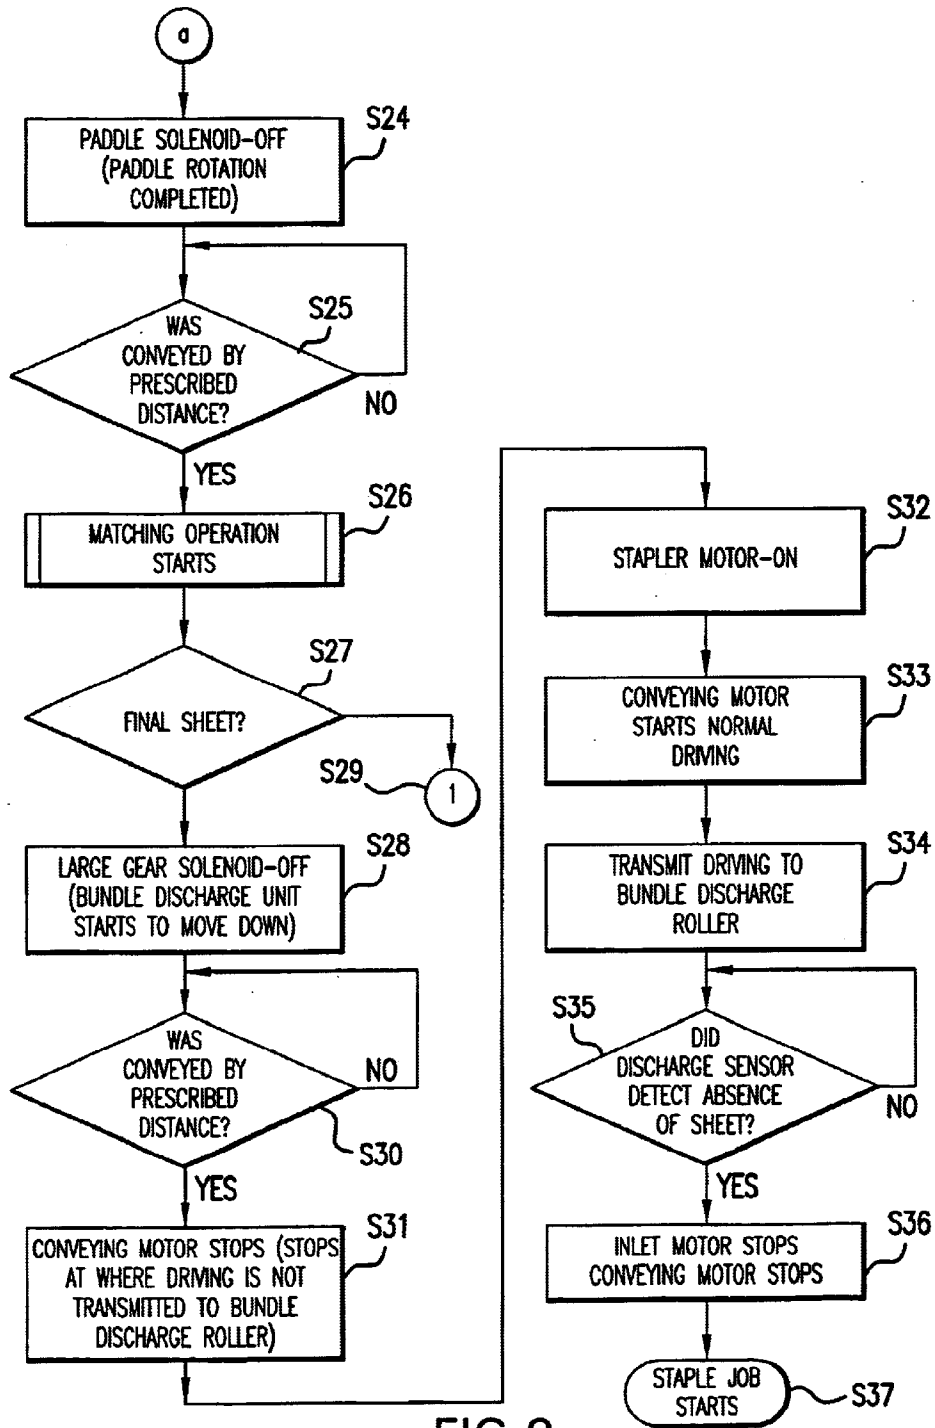 a
S24
PADDLE SOLENOID-OFF
(PADDLE ROTATION
COMPLETED)
S25
WAS
CONVEYED BY
PRESCRIBED
DISTANCE?
NO
YES
S26
MATCHING OPERATION
STARTS
S27
FINAL SHEET?
S29
1
S28
LARGE GEAR SOLENOID-OFF
(BUNDLE DISCHARGE UNIT
STARTS TO MOVE DOWN)
WAS
CONVEYED BY
PRESCRIBED
DISTANCE?
NO
S30
YES
S31
CONVEYING MOTOR STOPS (STOPS
AT WHERE DRIVING IS NOT
TRANSMITTED TO BUNDLE
DISCHARGE ROLLER)
S32
STAPLER MOTOR-ON
S33
CONVEYING MOTOR
STARTS NORMAL
DRIVING
S34
TRANSMIT DRIVING TO
BUNDLE DISCHARGE
ROLLER
S35
DID
DISCHARGE SENSOR
DETECT ABSENCE
OF SHEET?
NO
YES
S36
INLET MOTOR STOPS
CONVEYING MOTOR STOPS
STAPLE JOB
STARTS
S37